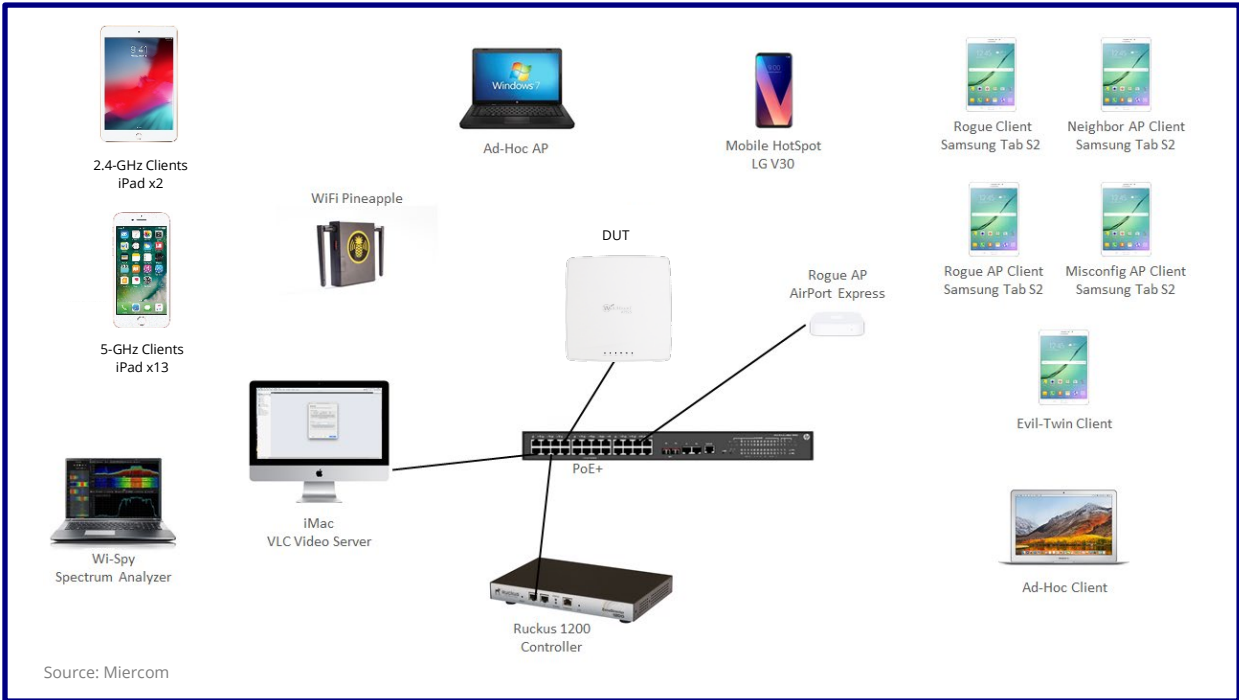 9:41
2.4-GHz Clients
iPad x2
5-GHz Clients
iPad x13
WiFi Pineapple
Windows 7
Ad-Hoc AP
Mobile HotSpot
LG V30
DUT
Rogue AP
AirPort Express
Rogue Client
Samsung Tab S2
Neighbor AP Client
Samsung Tab S2
Rogue AP Client
Samsung Tab S2
Misconfig AP Client
Samsung Tab S2
Evil-Twin Client
Ad-Hoc Client
PoE+
iMac
VLC Video Server
Wi-Spy
Spectrum Analyzer
Ruckus 1200
Controller
Source: Miercom